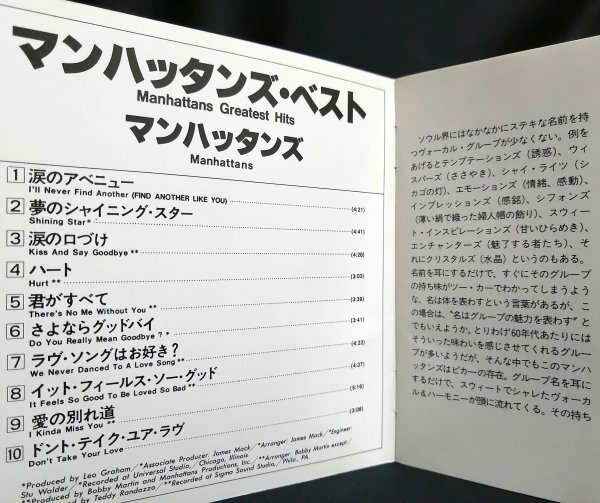 マンハッタンズ・ベスト
Manhattans Greatest Hits
マンハッタンズ
Manhattans
1 涙のアベニュー
I'll Never Find Another (FIND ANOTHER LIKE YOU) (4:21)
2 夢のシャイニング・スター
Shining Star* (4:41)
3 涙の口づけ
Kiss And Say Goodbye** (4:28)
4 ハート
Hurt ** (3:03)
5 君がすべて
There's No Me Without You ** (3:39)
6 さよならグッドバイ
Do You Really Mean Goodbye? * (3:41)
7 ラヴ・ソングはお好き?
We Never Danced To A Love Song** (4:22)
8 イット・フィールス・ソー・グッド
It Feels So Good To Be Loved So Bad** (4:37)
9 愛の別れ道
I Kinda Miss You** (5:16)
10 ドント・テイク・ユア・ラヴ
Don't Take Your Love (3:08)
*Produced by Leo Graham/*Associate Producer: James Mack/*Arranger: James Mack/*Engineer:
Stu Walder/*Recorded at Universal Studio/Chicago, Illinois
**Produced by Bobby Martin and Manhattans Productions, Inc./**Arranger: Bobby Martin except/
ed by Teddy Randazzo/**Recorded at Sigma Sound Studio/Phila, PA
ソウル界にはなかなかにステキな名前を持
つヴォーカル・グループが少なくない。例を
あげるとテンプテーションズ(誘惑)、ウィ
スパーズ(ささやき)、シャイ・ライツ(シ
カゴの灯)、エモーションズ(情緒、感動)、
インプレッションズ(感銘)、シフォンズ
(薄い絹で織った婦人帽の飾り)、スウィー
ト・インスピレーションズ(甘いひらめき)、
エンチャンターズ(魅了する者たち)、そ
れにクリスタルズ(水晶)というのもある。
名前を耳にするだけで、すぐにそのグループ
の持ち味がツー・カーでわかってしまうよう
な、名は体を表わすという言葉があるが、こ
の場合は、"名はグループの魅力を表わす"と
でもいえようか。とりわけ'60年代あたりには
そういった味わいを感じさせてくれるグルー
プが多いようだが、そんな中でもこのマンハ
ッタンズはピカ一の存在。グループ名を耳に
するだけで、スウィートでシャレたヴォーカ
ル&ハーモニーが頭に流れてくる。その持ち